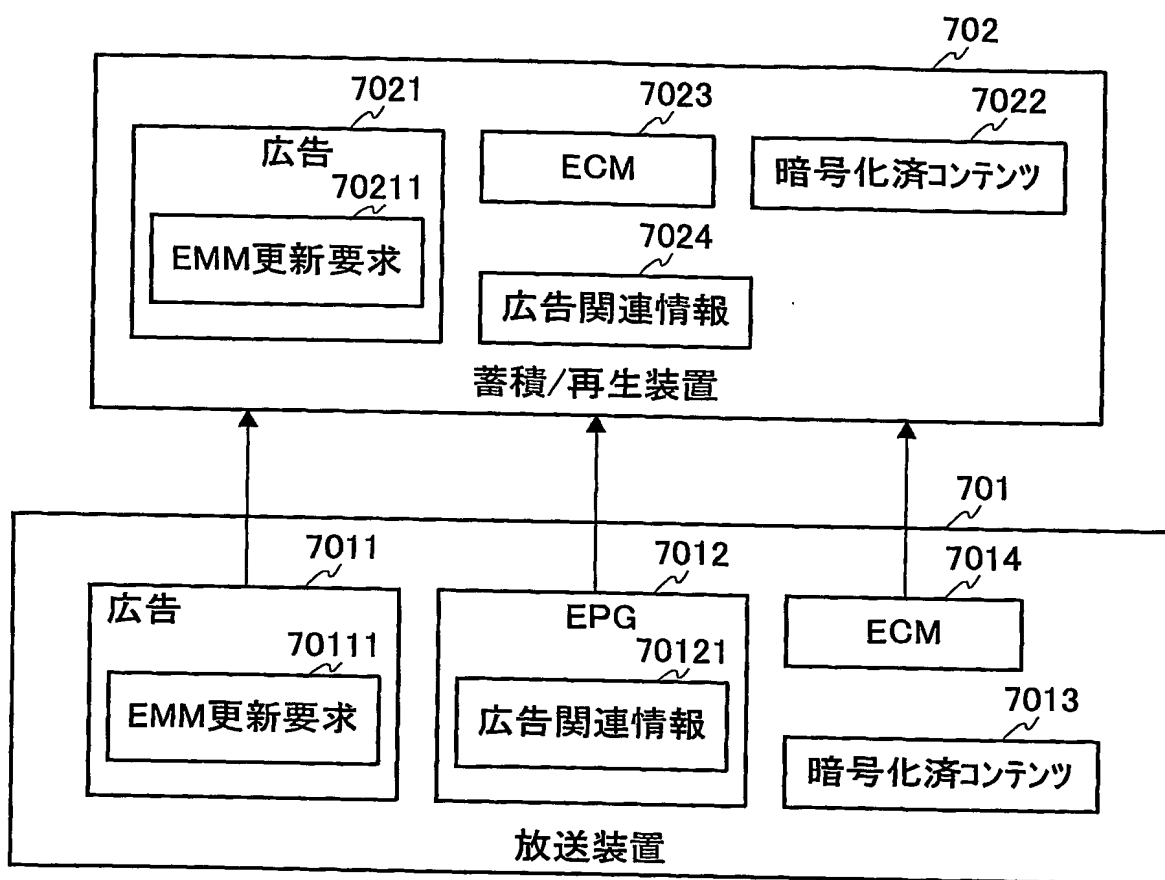 702
7021
7023
7022
広告
ECM
暗号化済コンテンツ
70211
EMM更新要求
7024
広告関連情報
蓄積/再生装置
701
7011
7012
7014
広告
EPG
ECM
70111
70121
EMM更新要求
広告関連情報
7013
暗号化済コンテンツ
放送装置